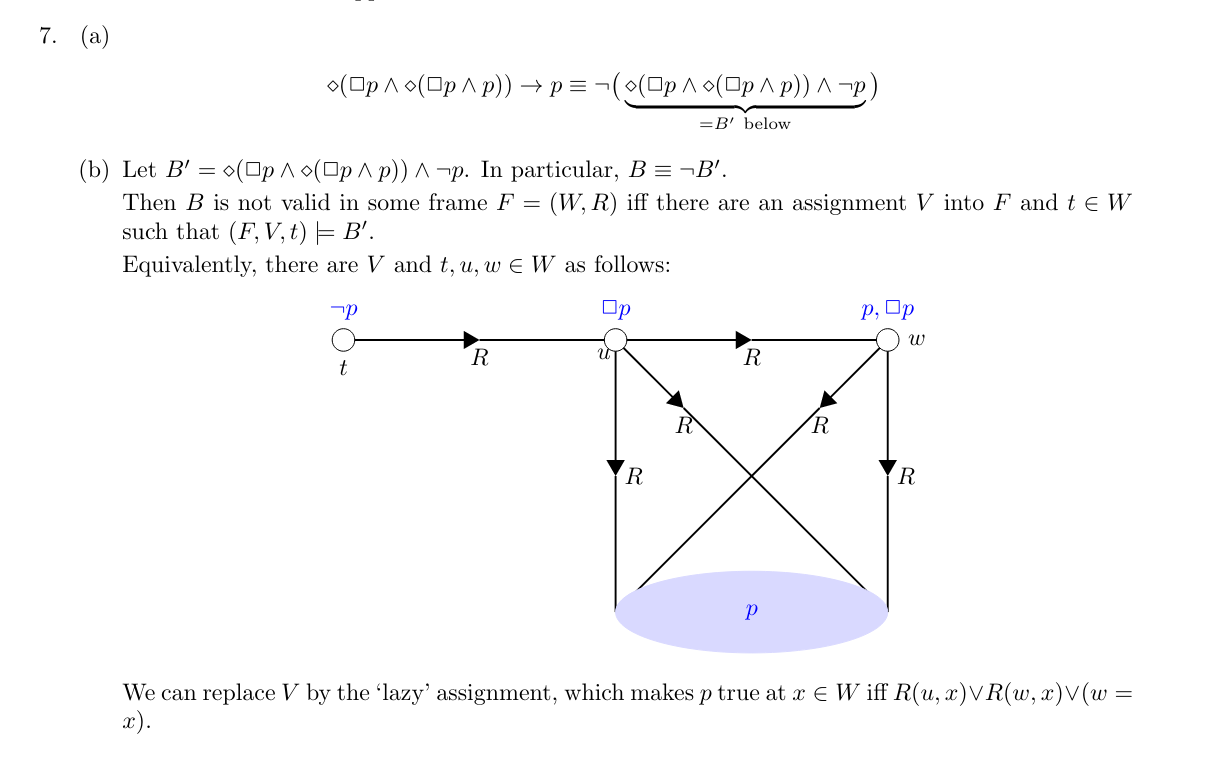 7. (a)
⋄(□p ∧ ⋄(□p ∧ p)) → p ≡ ¬(⋄(□p ∧ ⋄(□p ∧ p)) ∧ ¬p)
=B′ below
(b) Let B′ = ⋄(□p ∧ ⋄(□p ∧ p)) ∧ ¬p. In particular, B ≡ ¬B′.
Then B is not valid in some frame F = (W, R) iff there are an assignment V into F and t ∈ W
such that (F, V, t) ⊨ B′.
Equivalently, there are V and t, u, w ∈ W as follows:
¬p □p p, □p
t R u R w
R R
R R
p
We can replace V by the ‘lazy’ assignment, which makes p true at x ∈ W iff R(u, x)∨R(w, x)∨(w =
x).